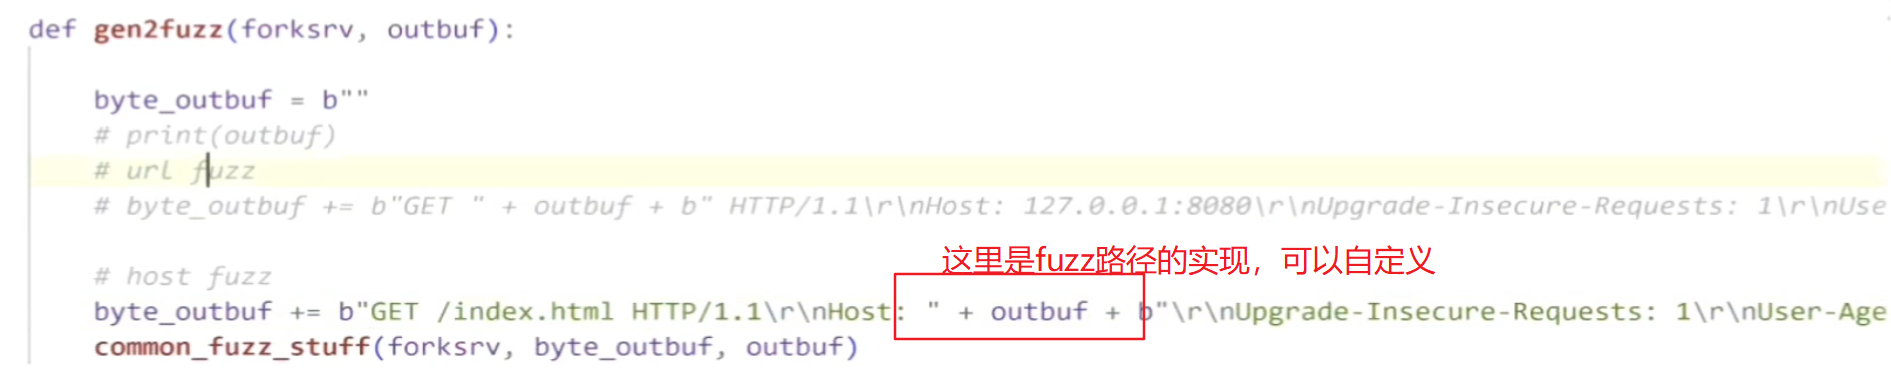 def gen2fuzz(forksrv, outbuf):
byte_outbuf = b""
# print(outbuf)
# url fuzz
# byte_outbuf += b"GET " + outbuf + b" HTTP/1.1\r\nHost: 127.0.0.1:8080\r\nUpgrade-Insecure-Requests: 1\r\nUse
这里是fuzz路径的实现，可以自定义
# host fuzz
byte_outbuf += b"GET /index.html HTTP/1.1\r\nHost: " + outbuf + b"\r\nUpgrade-Insecure-Requests: 1\r\nUser-Age
common_fuzz_stuff(forksrv, byte_outbuf, outbuf)